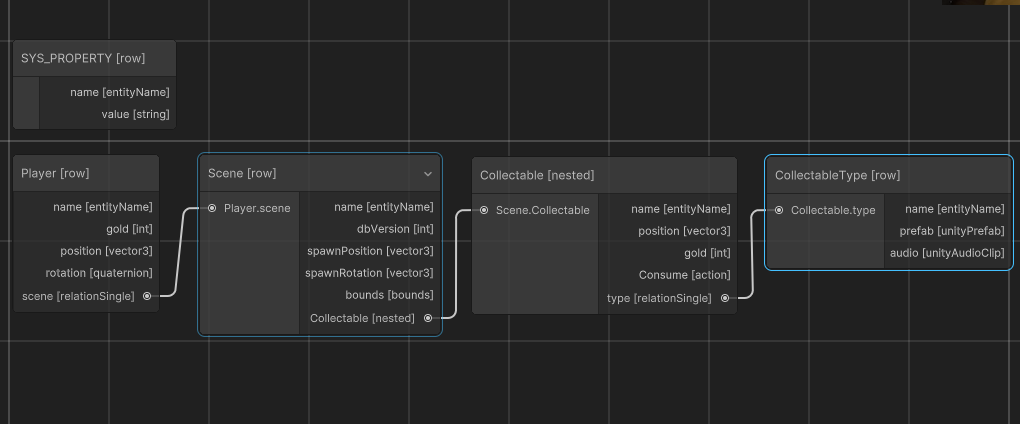 SYS_PROPERTY [row]
name [entityName]
value [string]
Player [row]
name [entityName]
gold [int]
position [vector3]
rotation [quaternion]
scene [relationSingle]
Scene [row]
Player.scene
name [entityName]
dbVersion [int]
spawnPosition [vector3]
spawnRotation [vector3]
bounds [bounds]
Collectable [nested]
Collectable [nested]
Scene.Collectable
name [entityName]
position [vector3]
gold [int]
Consume [action]
type [relationSingle]
CollectableType [row]
Collectable.type
name [entityName]
prefab [unityPrefab]
audio [unityAudioClip]